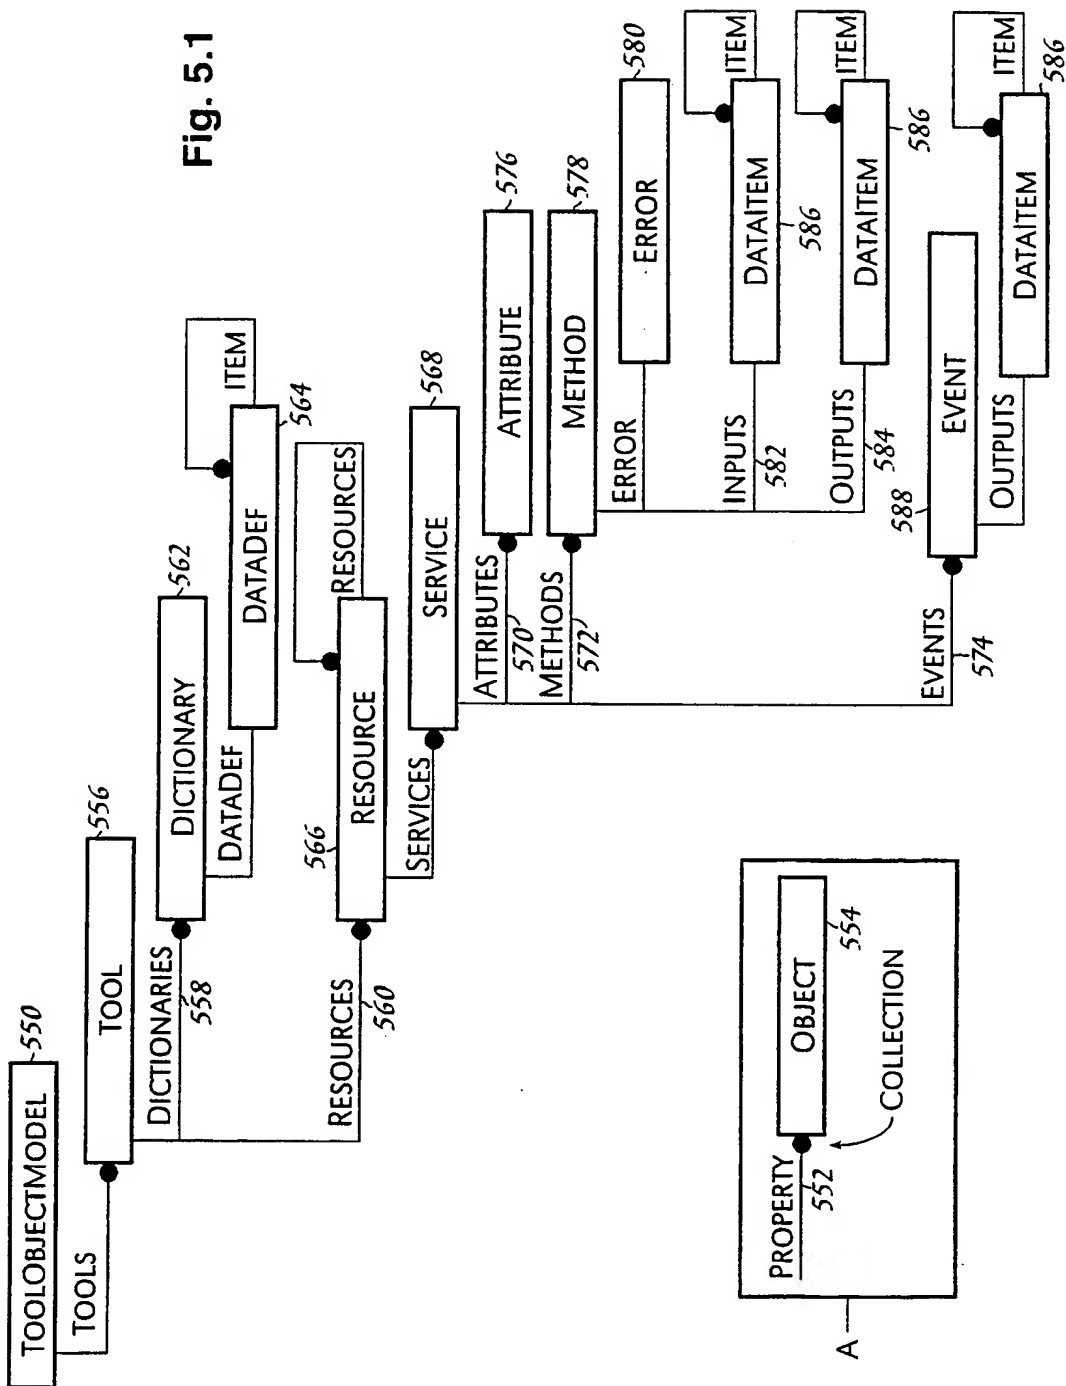 Fig. 5.1
TOOLOBJECTMODEL
550
TOOLS
TOOL
556
DICTIONARIES
558
DICTIONARY
562
DATADEF
DATADEF
564
ITEM
RESOURCES
560
RESOURCE
566
RESOURCES
SERVICES
SERVICE
568
ATTRIBUTES
570
ATTRIBUTE
576
METHODS
572
METHOD
578
ERROR
ERROR
580
INPUTS
582
DATAITEM
586
ITEM
OUTPUTS
584
DATAITEM
586
ITEM
EVENTS
574
EVENT
588
OUTPUTS
DATAITEM
586
ITEM
A
PROPERTY
552
OBJECT
554
COLLECTION